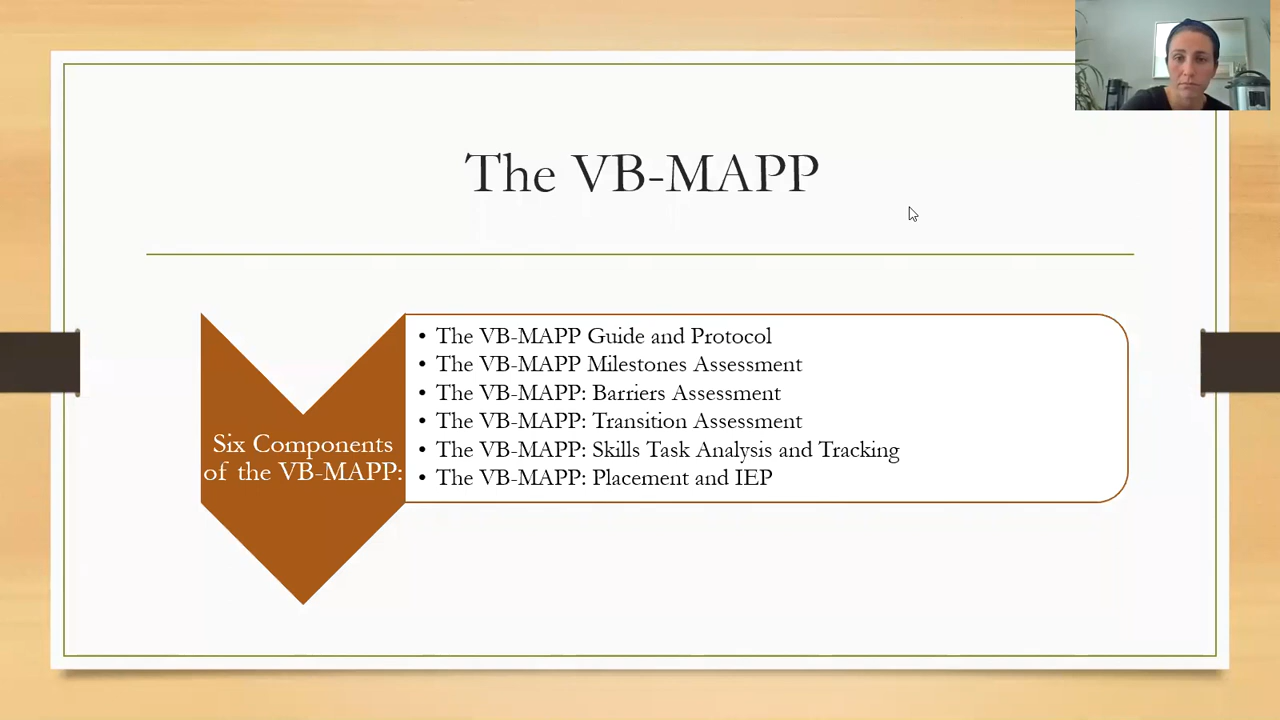 The VB-MAPP
Six Components
of the VB-MAPP:
• The VB-MAPP Guide and Protocol
• The VB-MAPP Milestones Assessment
• The VB-MAPP: Barriers Assessment
• The VB-MAPP: Transition Assessment
• The VB-MAPP: Skills Task Analysis and Tracking
• The VB-MAPP: Placement and IEP